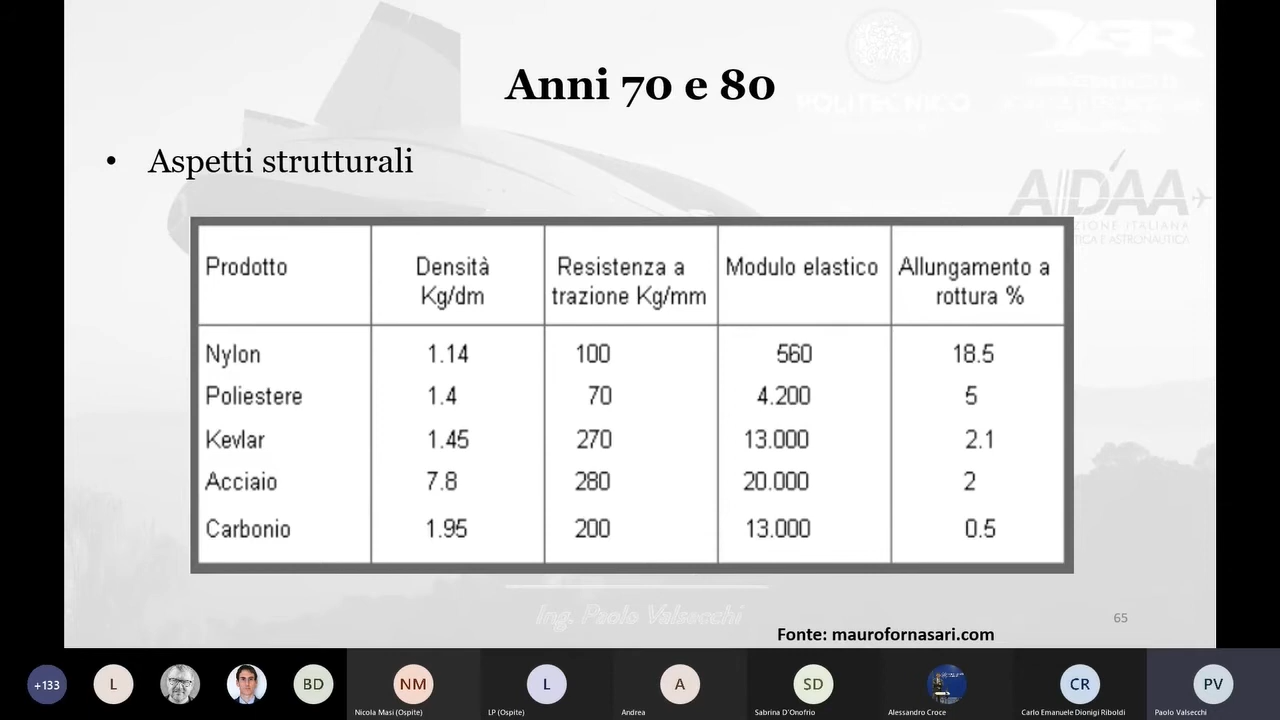 Anni 70 e 80
POLITECNICO
• Aspetti strutturali
AIDAA
Prodotto Densità Kg/dm Resistenza a trazione Kg/mm Modulo elastico Allungamento a rottura %
Nylon 1.14 100 560 18.5
Poliestere 1.4 70 4.200 5
Kevlar 1.45 270 13.000 2.1
Acciaio 7.8 280 20.000 2
Carbonio 1.95 200 13.000 0.5
Ing. Paolo Valsecchi
65
Fonte: maurofornasari.com
+133 L BD NM L A SD CR PV
Nicola Masi (Ospite) LP (Ospite) Andrea Sabrina D'Onofrio Alessandro Croce Carlo Emanuele Dionigi Riboldi Paolo Valsecchi